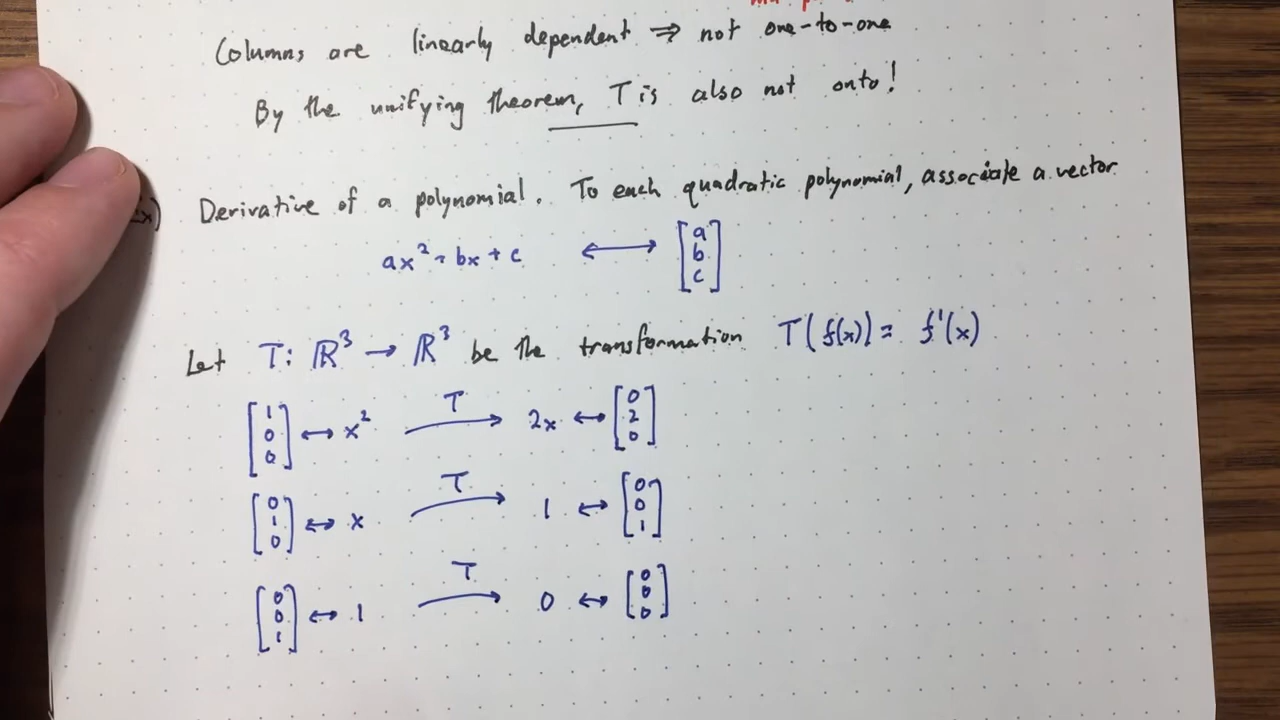 Columns are linearly dependent ⇒ not one-to-one
By the unifying theorem, T is also not onto!
Derivative of a polynomial. To each quadratic polynomial, associate a vector
ax² + bx + c ⟷ [a b c]
Let T: ℝ³ → ℝ³ be the transformation T(f(x)) = f'(x)
[1 0 0] ↔ x² T→ 2x ↔ [0 2 0]
[0 1 0] ↔ x T→ 1 ↔ [0 0 1]
[0 0 1] ↔ 1 T→ 0 ↔ [0 0 0]